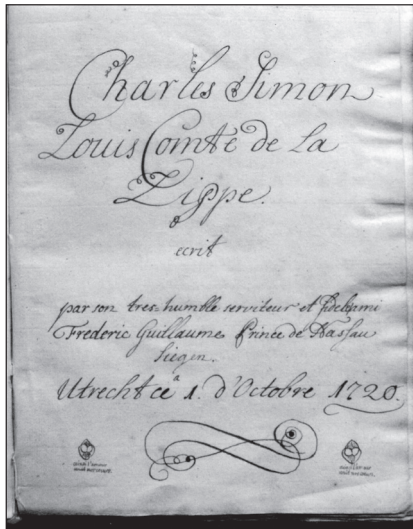 Charles Simon
Louis Comte de La
Lippe.
ecrit
par son tres humble serviteur et fidel ami
Frederic Guillaume Prince de Nassau
Siegen.
Utrecht ce 1. d'Octobre 1720.